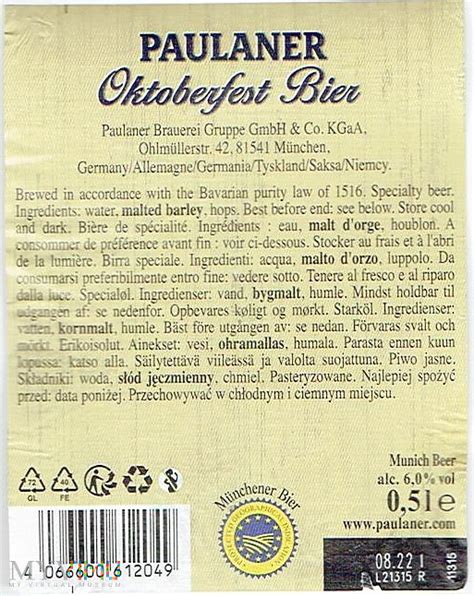 PAULANER
Oktoberfest Bier
Paulaner Brauerei Gruppe GmbH & Co. KGaA,
Ohlmüllerstr. 42, 81541 München,
Germany/Allemagne/Germania/Tyskland/Saksa/Niemcy.
Brewed in accordance with the Bavarian purity law of 1516. Specialty beer.
Ingredients: water, malted barley, hops. Best before end: see below. Store cool
and dark. Bière de spécialité. Ingrédients : eau, malt d'orge, houblon. A
consommer de préférence avant fin : voir ci-dessous. Stocker au frais et à l'abri
de la lumière. Birra speciale. Ingredienti: acqua, malto d'orzo, luppolo. Da
consumarsi preferibilmente entro fine: vedere sotto. Tenere al fresco e al riparo
dalla luce. Specialøl. Ingredienser: vand, bygmalt, humle. Mindst holdbar til
udgangen af: se nedenfor. Opbevares køligt og mørkt. Starköl. Ingredienser:
vatten, kornmalt, humle. Bäst före utgången av: se nedan. Förvaras svalt och
mörkt. Erikoisolut. Ainekset: vesi, ohramallas, humala. Parasta ennen kuun
loppussa: katso alla. Säilytettävä viileässä ja valolta suojattuna. Piwo jasne.
Składniki: woda, słód jęczmienny, chmiel. Pasteryzowane. Najlepiej spożyć
przed: data poniżej. Przechowywać w chłodnym i ciemnym miejscu.
72
GL
40
FE
Münchener Bier
PROTECTED GEOGRAPHICAL INDICATION
Munich Beer
alc. 6,0% vol
0,5l e
www.paulaner.com
08.22 1
L21315 R
11315
MY VIRTUAL MUSEUM
066600 612049